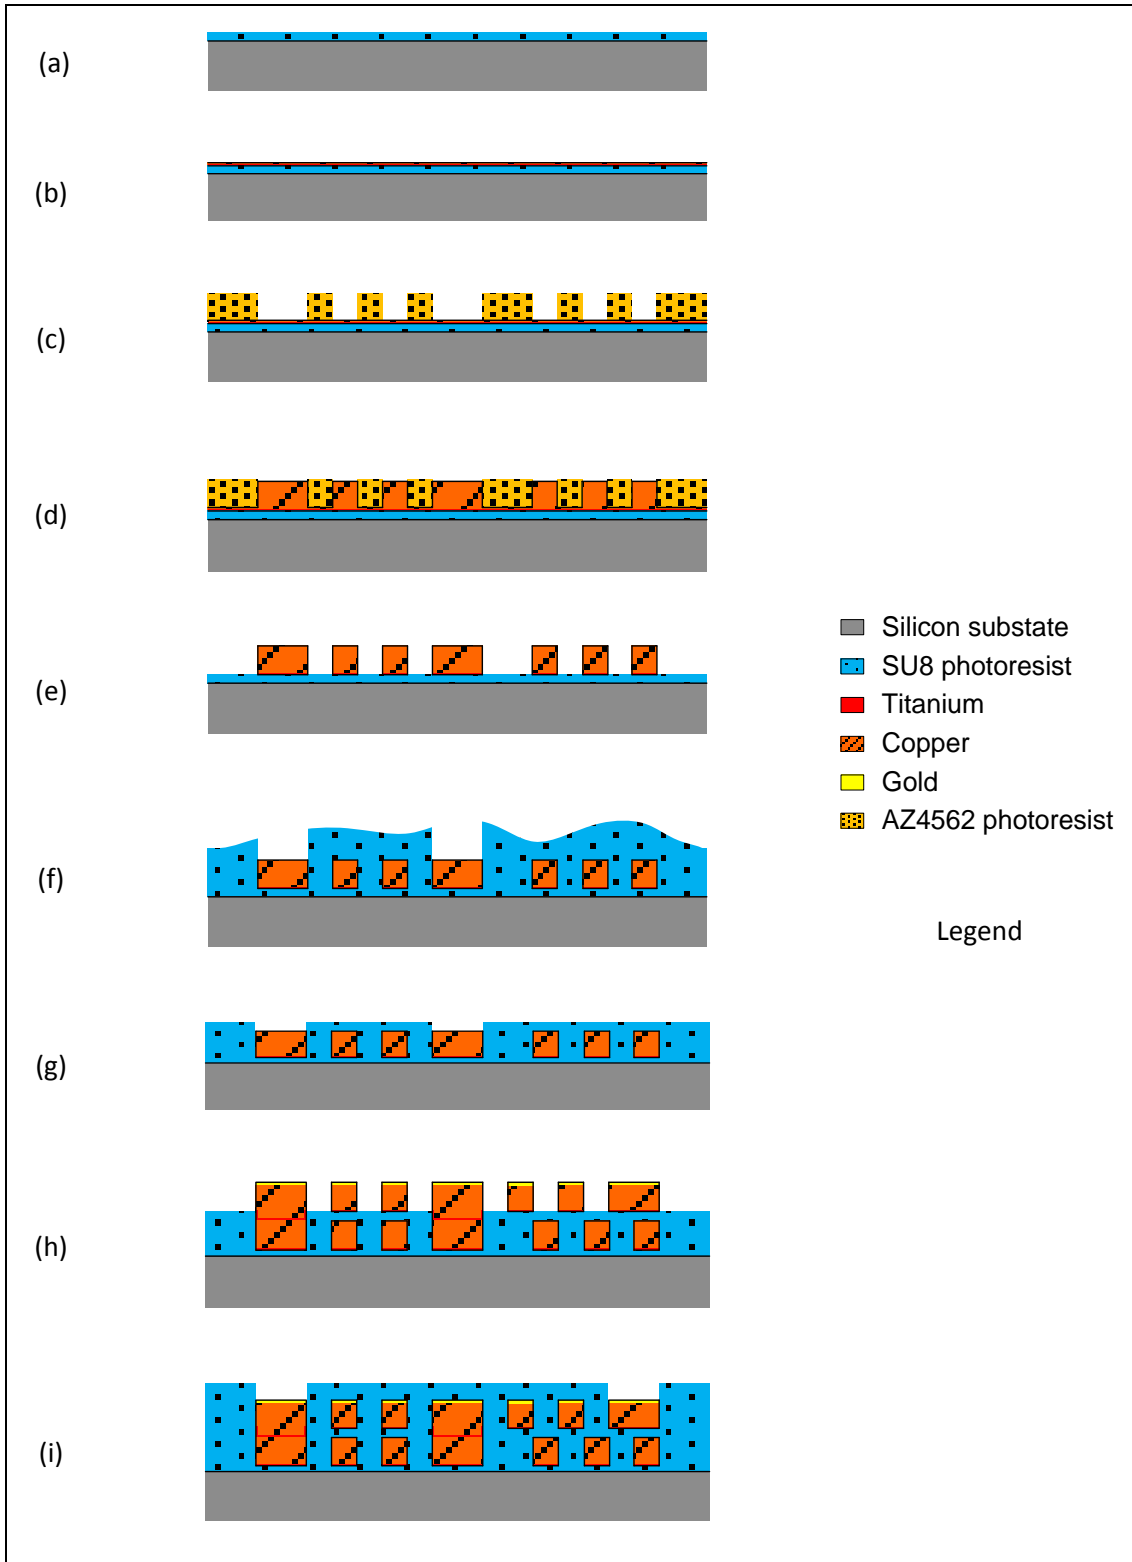 (a)
(b)
(c)
(d)
(e)
(f)
(g)
(h)
(i)
Silicon substate
SU8 photoresist
Titanium
Copper
Gold
AZ4562 photoresist
Legend